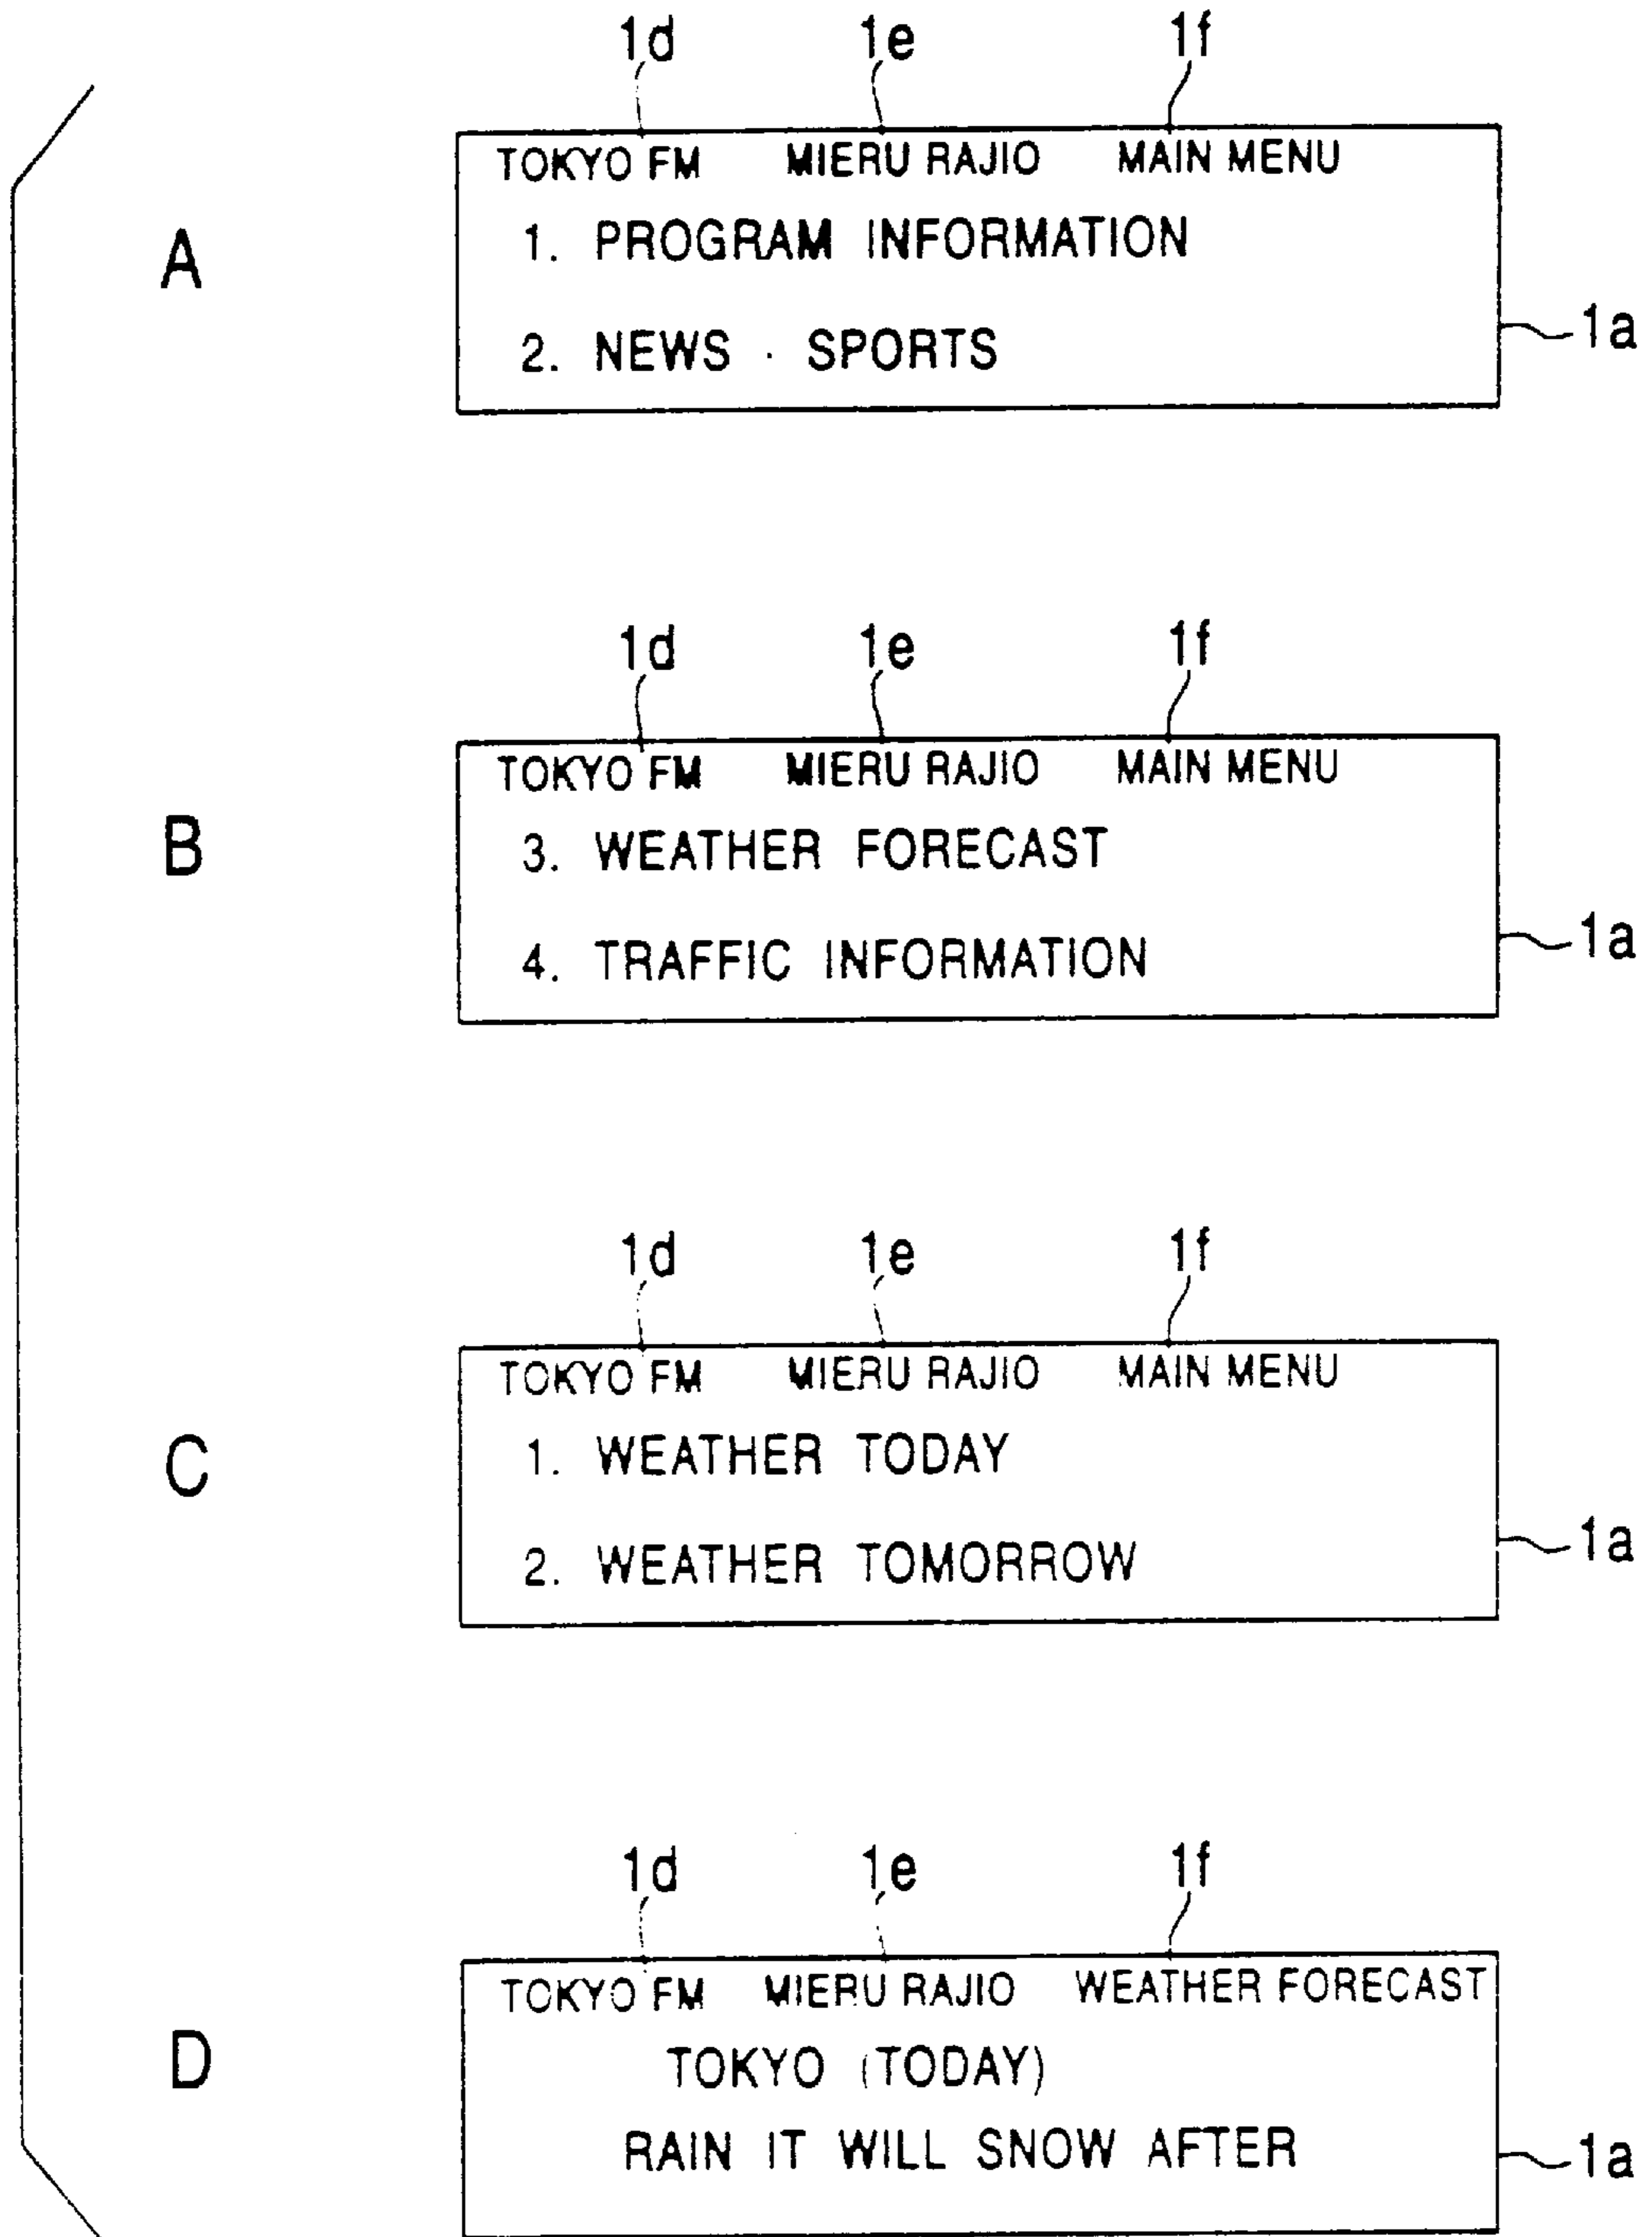 1d 1e 1f
TOKYO FM MIERU RAJIO MAIN MENU
A
1. PROGRAM INFORMATION
1a
2. NEWS · SPORTS
1d 1e 1f
TOKYO FM MIERU RAJIO MAIN MENU
B
3. WEATHER FORECAST
1a
4. TRAFFIC INFORMATION
1d 1e 1f
TOKYO FM MIERU RAJIO MAIN MENU
C
1. WEATHER TODAY
1a
2. WEATHER TOMORROW
1d 1e 1f
TOKYO FM MIERU RAJIO WEATHER FORECAST
D
TOKYO (TODAY)
RAIN IT WILL SNOW AFTER
1a